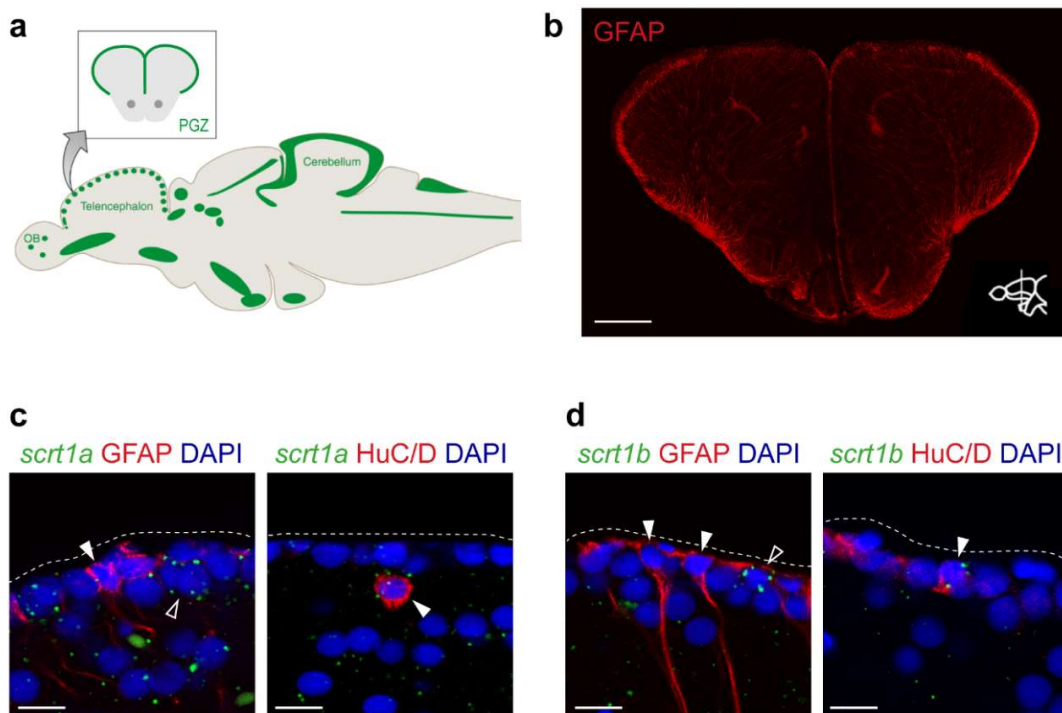 a
PGZ
Cerebellum
Telencephalon
OB
b
GFAP
c
scrt1a GFAP DAPI
scrt1a HuC/D DAPI
d
scrt1b GFAP DAPI
scrt1b HuC/D DAPI